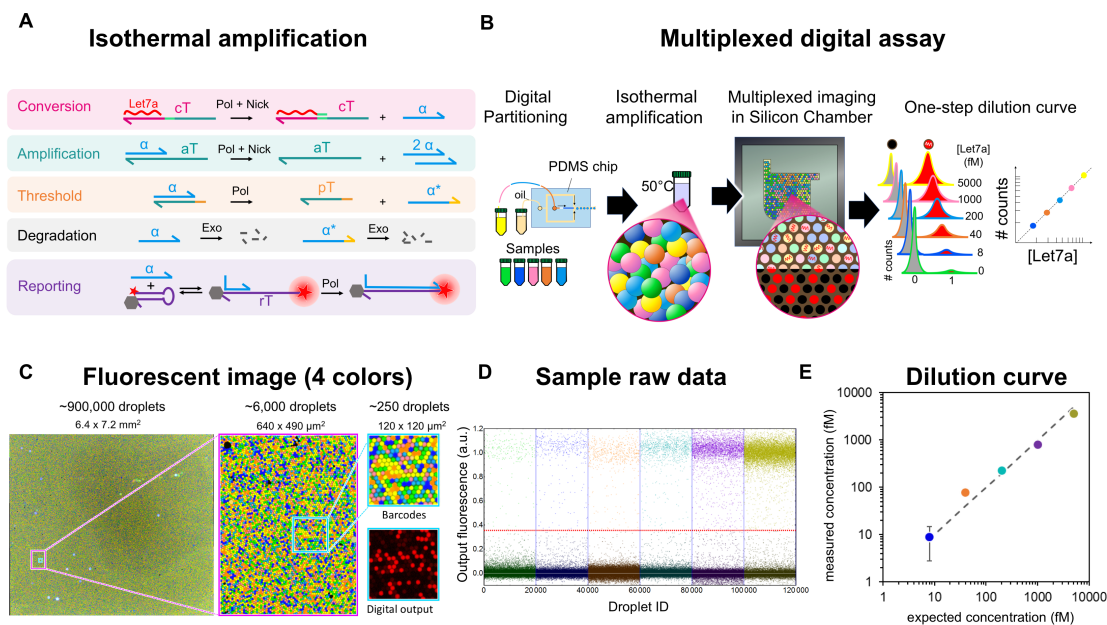 A
Isothermal amplification
Conversion
Let7a
cT
Pol + Nick
cT
+
α
Amplification
α
aT
Pol + Nick
aT
+
2 α
Threshold
α
Pol
pT
+
α*
Degradation
α
Exo
α*
Exo
Reporting
α
+
rT
Pol
B
Multiplexed digital assay
Digital
Partitioning
Isothermal
amplification
Multiplexed imaging
in Silicon Chamber
One-step dilution curve
PDMS chip
oil
Samples
50°C
[Let7a]
(fM)
5000
1000
200
40
8
0
# counts
0
1
# counts
[Let7a]
C
Fluorescent image (4 colors)
~900,000 droplets
6.4 x 7.2 mm²
~6,000 droplets
640 x 490 µm²
~250 droplets
120 x 120 µm²
Barcodes
Digital output
D
Sample raw data
Output fluorescence (a.u.)
1.2
1.0
0.8
0.6
0.4
0.2
0.0
0
20000
40000
60000
80000
100000
120000
Droplet ID
E
Dilution curve
measured concentration (fM)
10000
1000
100
10
1
1
10
100
1000
10000
expected concentration (fM)